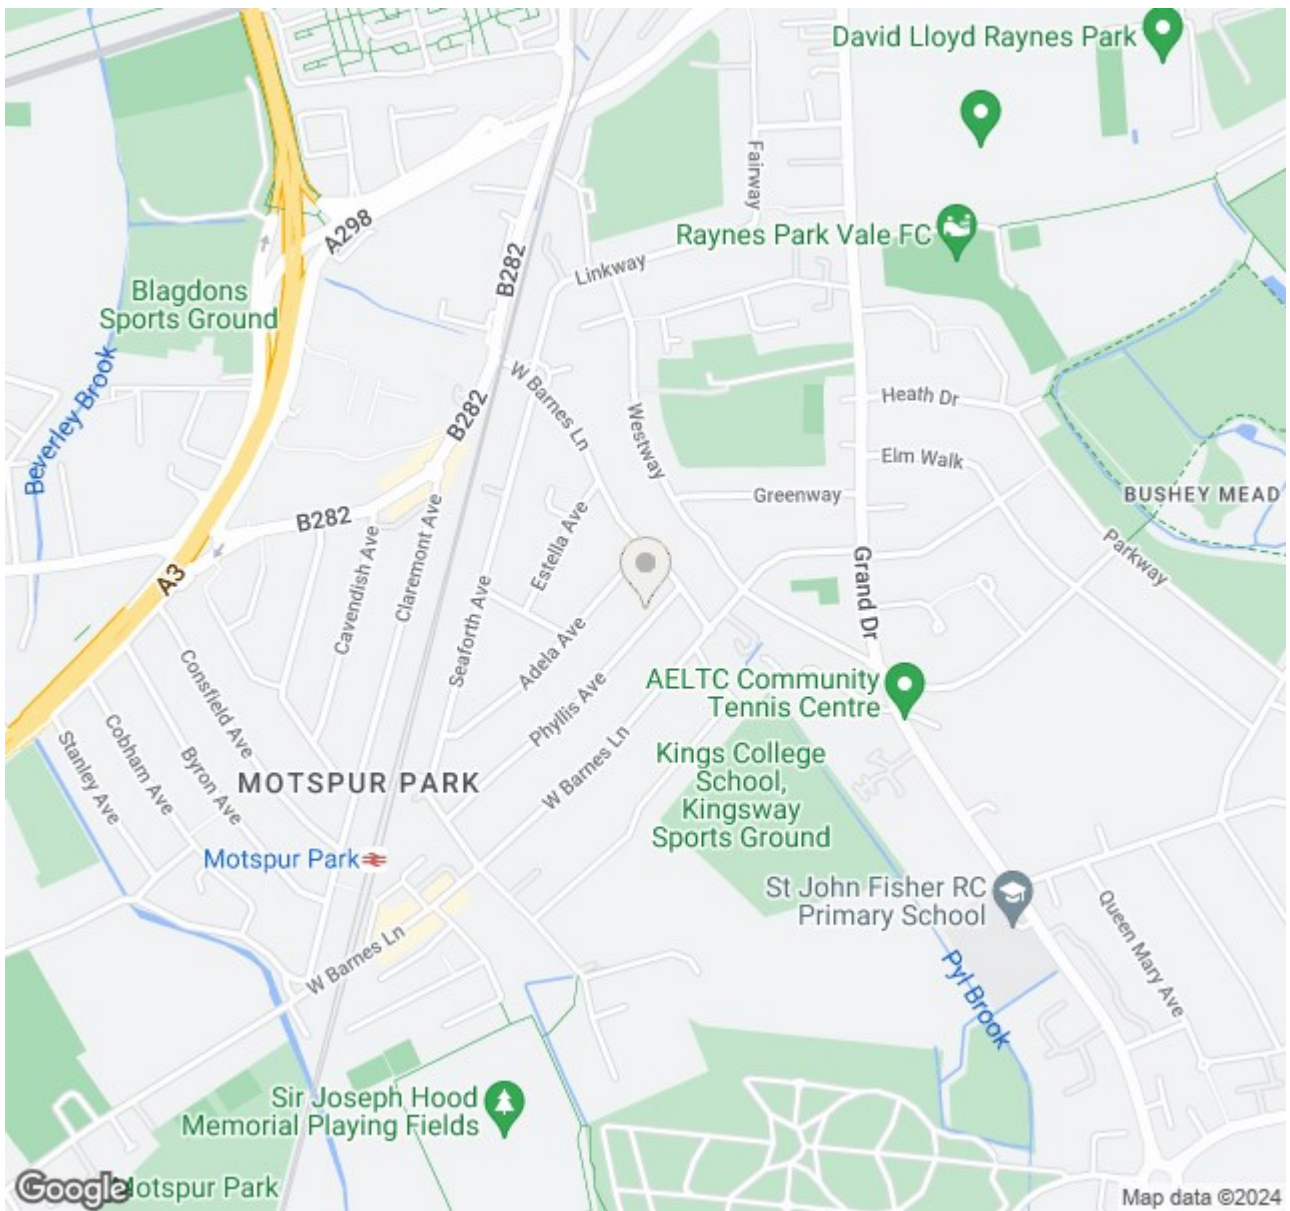 David Lloyd Raynes Park
Fairway
A298
Raynes Park Vale FC
B282
Linkway
Blagdons
Sports Ground
Beverley Brook
W Barnes Ln
Heath Dr
B282
Westway
Elm Walk
Greenway
BUSHEY MEAD
B282
Claremont Ave
Estella Ave
Cavendish Ave
Parkway
A3
Grand Dr
Seaforth Ave
Adela Ave
Consfield Ave
AELTC Community
Tennis Centre
Phyllis Ave
W Barnes Ln
Stanley Ave
Cobham Ave
Byron Ave
MOTSPUR PARK
Kings College
School,
Kingsway
Sports Ground
Motspur Park
St John Fisher RC
Primary School
Queen Mary Ave
W Barnes Ln
Pyl Brook
Sir Joseph Hood
Memorial Playing Fields
Motspur Park
Google
Map data ©2024